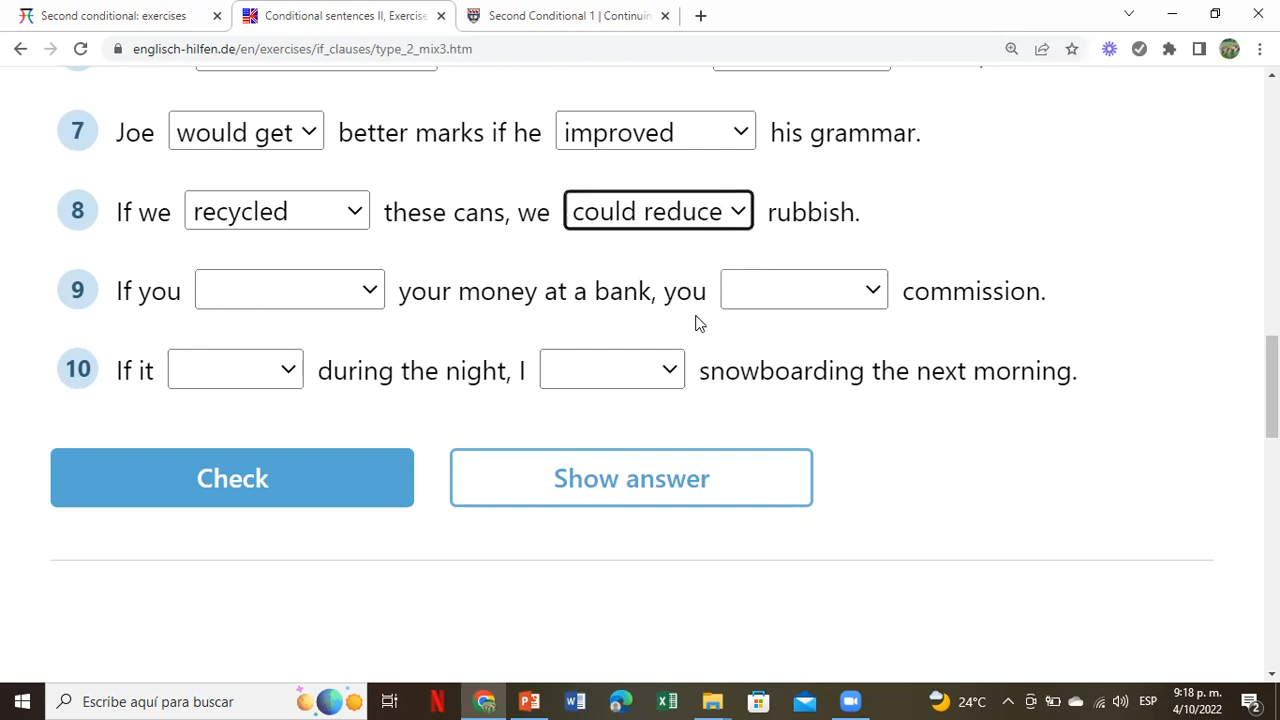 Second conditional: exercises
Conditional sentences II, Exercise
Second Conditional 1 | Continuin
englisch-hilfen.de/en/exercises/if_clauses/type_2_mix3.htm
7 Joe would get better marks if he improved his grammar.
8 If we recycled these cans, we could reduce rubbish.
9 If you your money at a bank, you commission.
10 If it during the night, I snowboarding the next morning.
Check Show answer
Escribe aquí para buscar
24°C
ESP
9:18 p. m.
4/10/2022
2